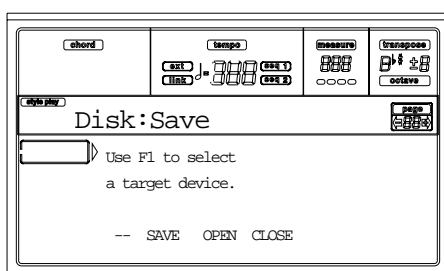 chord
tempo
measure
transpose
ext
link
seq 1
seq 2
octave
style play
page
Disk:Save
Use F1 to select
a target device.
-- SAVE OPEN CLOSE